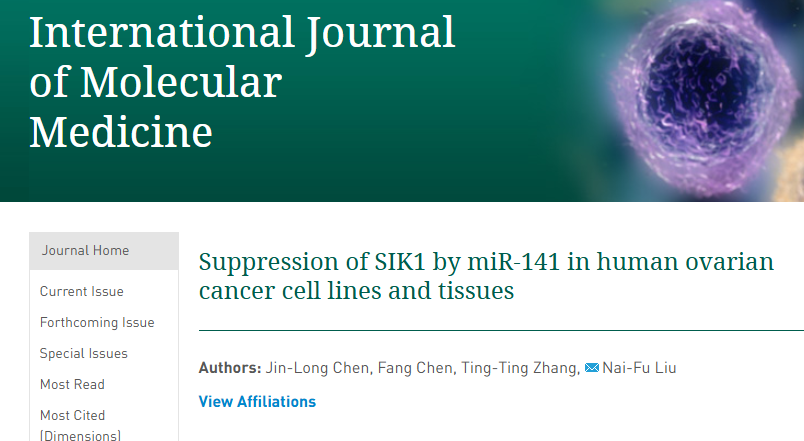 International Journal
of Molecular
Medicine
Journal Home
Current Issue
Forthcoming Issue
Special Issues
Most Read
Most Cited
(Dimensions)
Suppression of SIK1 by miR-141 in human ovarian
cancer cell lines and tissues
Authors: Jin-Long Chen, Fang Chen, Ting-Ting Zhang, Nai-Fu Liu
View Affiliations